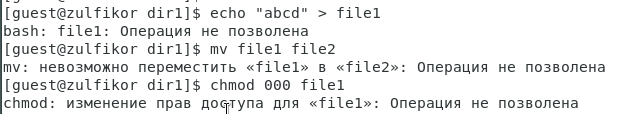 [guest@zulfikor dir1]$ echo "abcd" > file1
bash: file1: Операция не позволена
[guest@zulfikor dir1]$ mv file1 file2
mv: невозможно переместить «file1» в «file2»: Операция не позволена
[guest@zulfikor dir1]$ chmod 000 file1
chmod: изменение прав доступа для «file1»: Операция не позволена